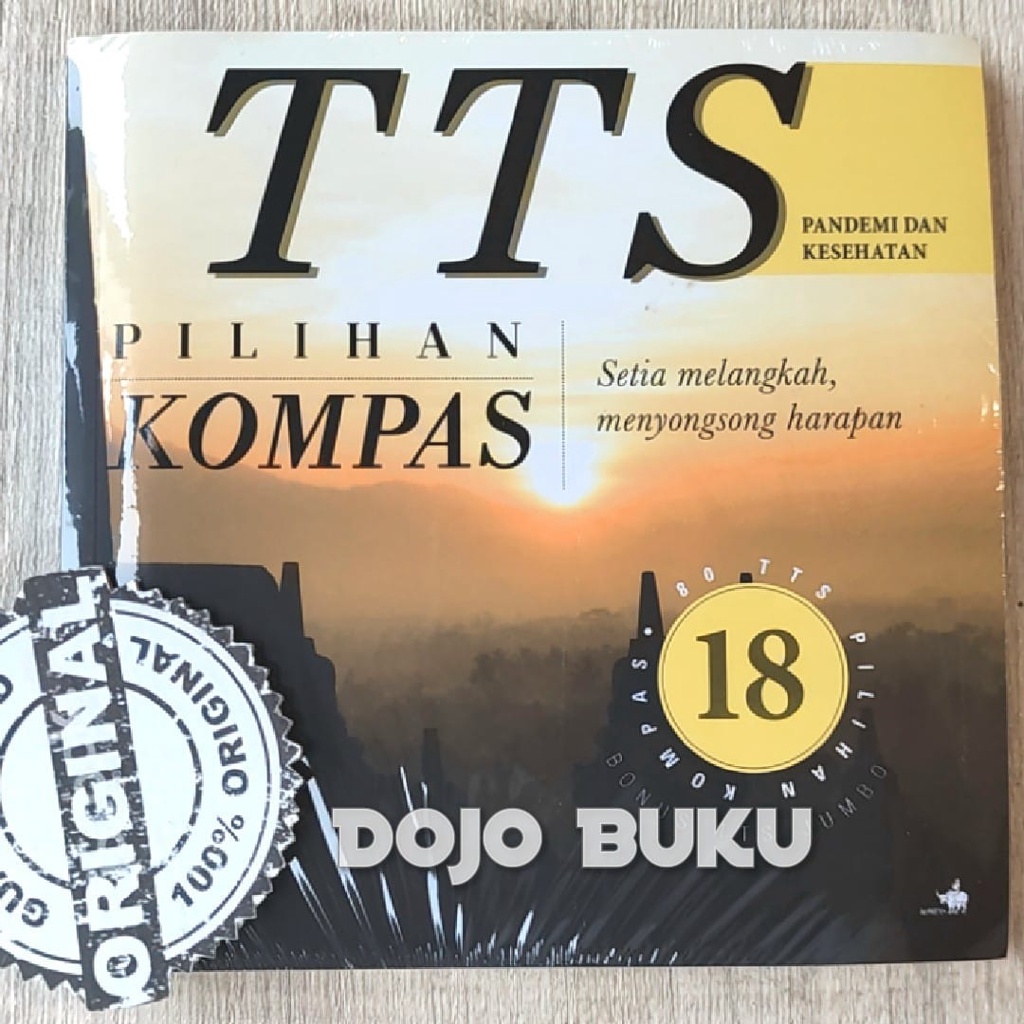 TTS
PANDEMI DAN
KESEHATAN
PILIHAN
KOMPAS
Setia melangkah,
menyongsong harapan
80 TTS PILIHAN KOMPAS
18
JUMBO
DOJO BUKU
ORIGINAL
100% ORIGINAL